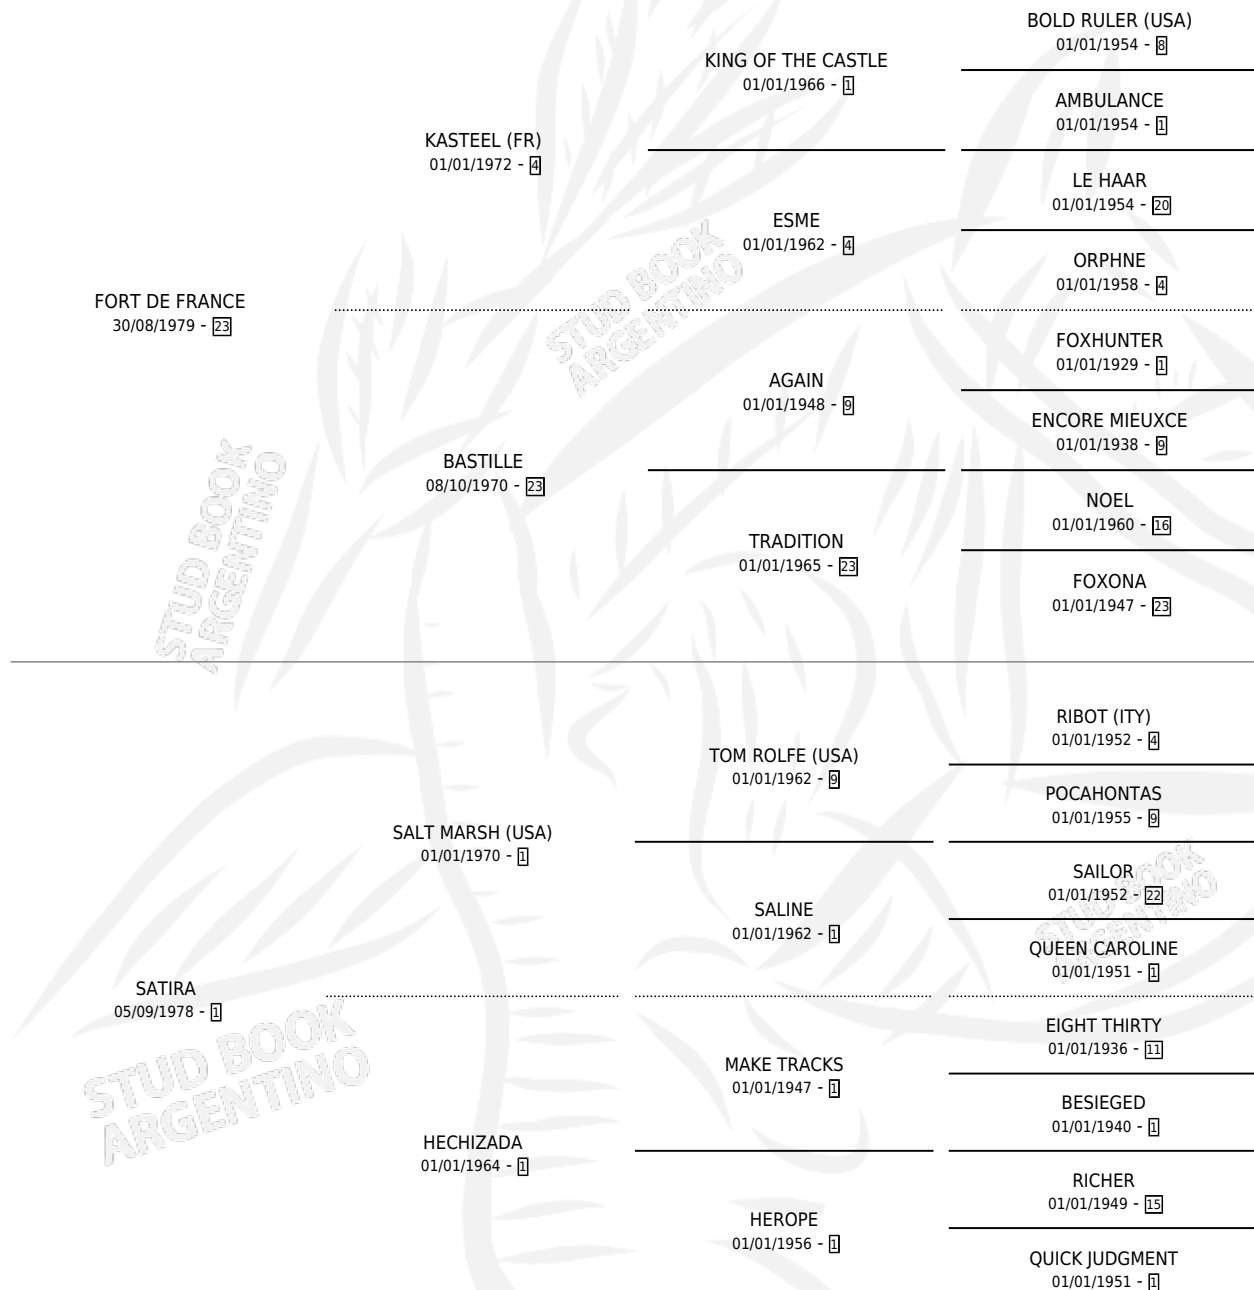 BOLD RULER (USA)
01/01/1954 - 8
KING OF THE CASTLE
01/01/1966 - 1
AMBULANCE
01/01/1954 - 1
KASTEEL (FR)
01/01/1972 - 4
LE HAAR
01/01/1954 - 20
ESME
01/01/1962 - 4
ORPHNE
01/01/1958 - 4
FORT DE FRANCE
30/08/1979 - 23
FOXHUNTER
01/01/1929 - 1
AGAIN
01/01/1948 - 9
ENCORE MIEUXCE
01/01/1938 - 9
BASTILLE
08/10/1970 - 23
NOEL
01/01/1960 - 16
TRADITION
01/01/1965 - 23
FOXONA
01/01/1947 - 23
RIBOT (ITY)
01/01/1952 - 4
TOM ROLFE (USA)
01/01/1962 - 9
POCAHONTAS
01/01/1955 - 9
SALT MARSH (USA)
01/01/1970 - 1
SAILOR
01/01/1952 - 22
SALINE
01/01/1962 - 1
QUEEN CAROLINE
01/01/1951 - 1
SATIRA
05/09/1978 - 1
EIGHT THIRTY
01/01/1936 - 11
MAKE TRACKS
01/01/1947 - 1
BESIEGED
01/01/1940 - 1
HECHIZADA
01/01/1964 - 1
RICHER
01/01/1949 - 15
HEROPE
01/01/1956 - 1
QUICK JUDGMENT
01/01/1951 - 1
STUD BOOK
ARGENTINO
STUD BOOK
ARGENTINO
STUD BOOK
ARGENTINO
STUD BOOK
ARGENTINO